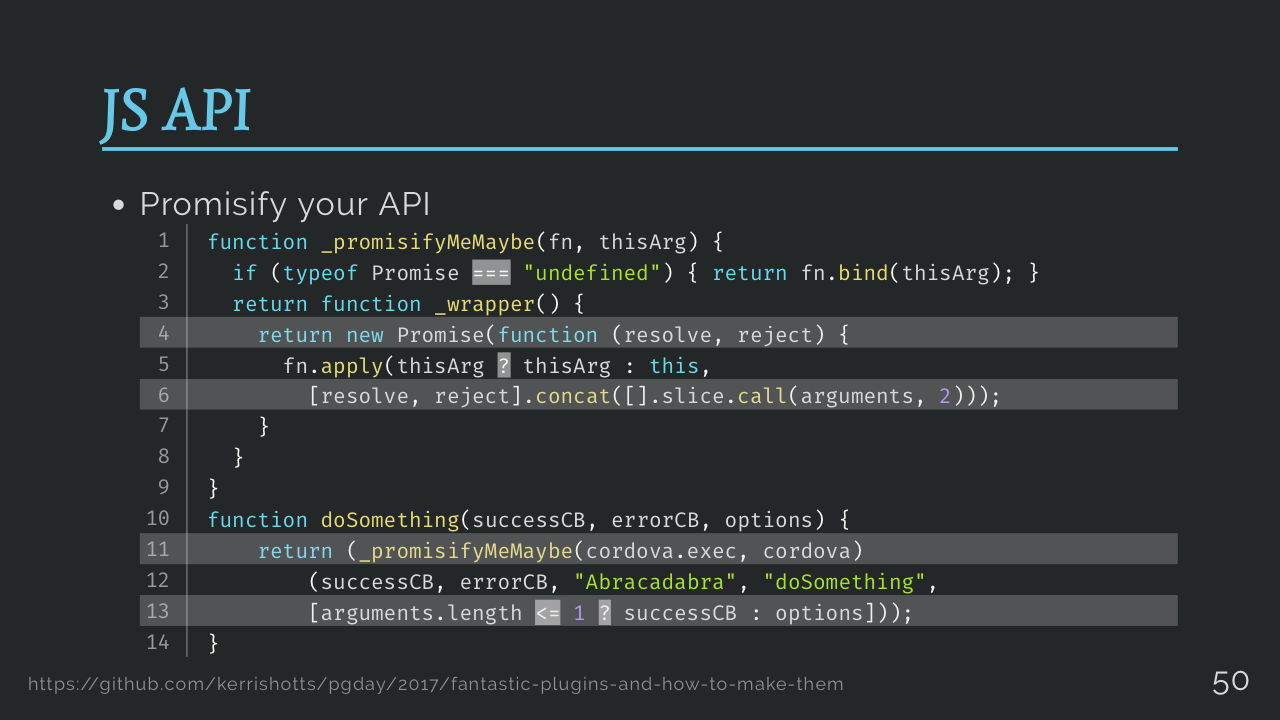 JS API
• Promisify your API
1 function _promisifyMeMaybe(fn, thisArg) {
2   if (typeof Promise === "undefined") { return fn.bind(thisArg); }
3   return function _wrapper() {
4     return new Promise(function (resolve, reject) {
5       fn.apply(thisArg ? thisArg : this,
6         [resolve, reject].concat([].slice.call(arguments, 2)));
7     }
8   }
9 }
10 function doSomething(successCB, errorCB, options) {
11     return (_promisifyMeMaybe(cordova.exec, cordova)
12         (successCB, errorCB, "Abracadabra", "doSomething",
13         [arguments.length <= 1 ? successCB : options]));
14 }
https://github.com/kerrishotts/pgday/2017/fantastic-plugins-and-how-to-make-them
50